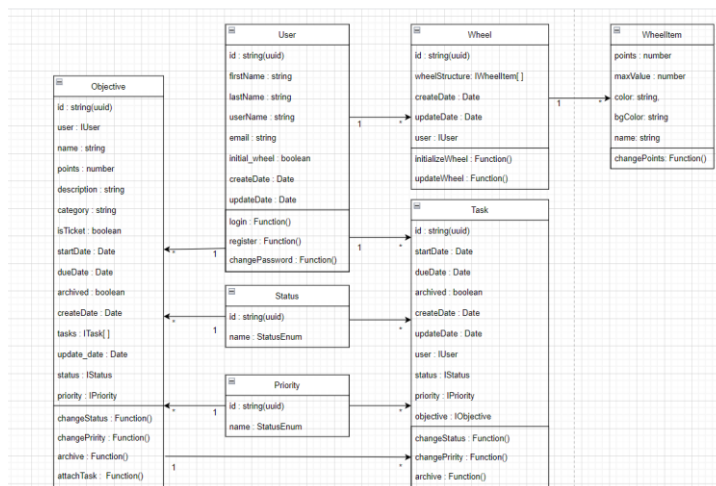 User
id : string(uuid)
firstName : string
lastName : string
userName : string
email : string
initial_wheel : boolean
createDate : Date
updateDate : Date
login : Function()
register : Function()
changePassword : Function()
Wheel
id : string(uuid)
wheelStructure: IWheelItem[ ]
createDate : Date
updateDate : Date
user : IUser
initializeWheel : Function()
updateWheel : Function()
WheelItem
points : number
maxValue : number
color: string,
bgColor: string
name: string
changePoints: Function()
Objective
id : string(uuid)
user : IUser
name : string
points : number
description : string
category : string
isTicket : boolean
startDate : Date
dueDate : Date
archived : boolean
createDate : Date
tasks : ITask[ ]
update_date : Date
status : IStatus
priority : IPriority
changeStatus : Function()
changePririty : Function()
archive : Function()
attachTask : Function()
Status
id : string(uuid)
name : StatusEnum
Priority
id : string(uuid)
name : StatusEnum
Task
id : string(uuid)
startDate : Date
dueDate : Date
archived : boolean
createDate : Date
updateDate : Date
user : IUser
status : IStatus
priority : IPriority
objective : IObjective
changeStatus : Function()
changePririty : Function()
archive : Function()
1 *
1 *
1 *
* 1
* 1
*
* 1
*
1 *